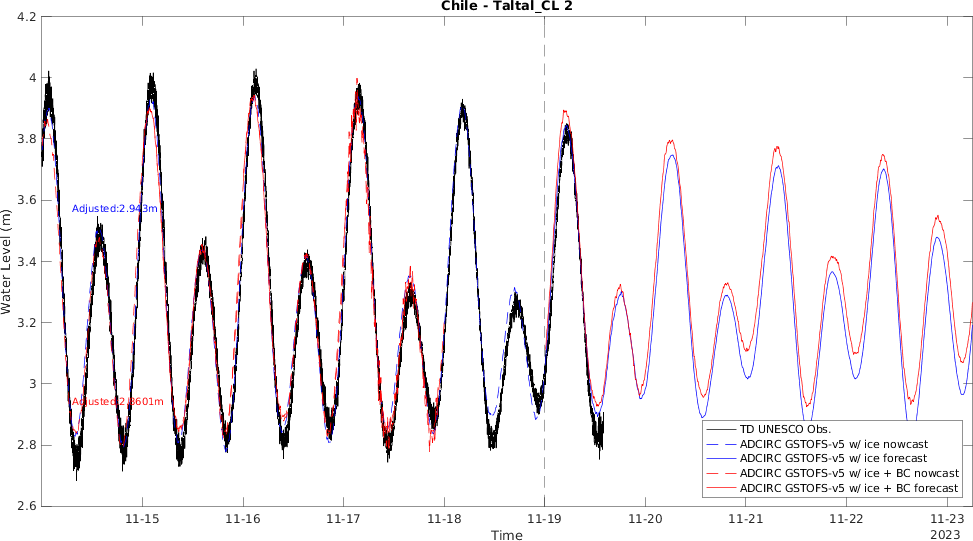 Chile - Taltal_CL 2
4.2
4
3.8
3.6
3.4
3.2
3
2.8
2.6
Water Level (m)
Adjusted:2.943m
Adjusted:2.8601m
TD UNESCO Obs.
ADCIRC GSTOFS-v5 w/ ice nowcast
ADCIRC GSTOFS-v5 w/ ice forecast
ADCIRC GSTOFS-v5 w/ ice + BC nowcast
ADCIRC GSTOFS-v5 w/ ice + BC forecast
11-15 11-16 11-17 11-18 11-19 11-20 11-21 11-22 11-23
2023
Time